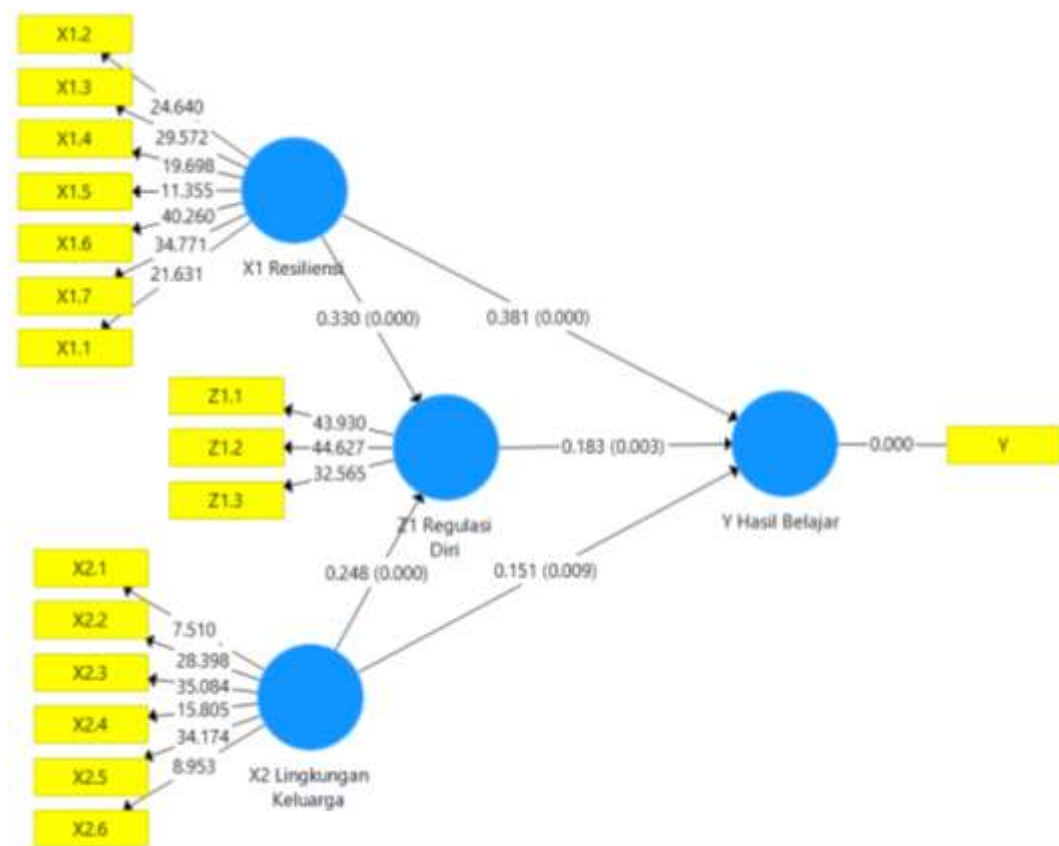 X1.2
X1.3
X1.4
X1.5
X1.6
X1.7
X1.1
24.640
29.572
19.698
11.355
40.260
34.771
21.631
X1 Resiliensi
0.330 (0.000)
0.381 (0.000)
Z1.1
Z1.2
Z1.3
43.930
44.627
32.565
Z1 Regulasi
Diri
0.183 (0.003)
0.000
Y
Y Hasil Belajar
0.248 (0.000)
0.151 (0.009)
X2.1
X2.2
X2.3
X2.4
X2.5
X2.6
7.510
28.398
35.084
15.805
34.174
8.953
X2 Lingkungan
Keluarga